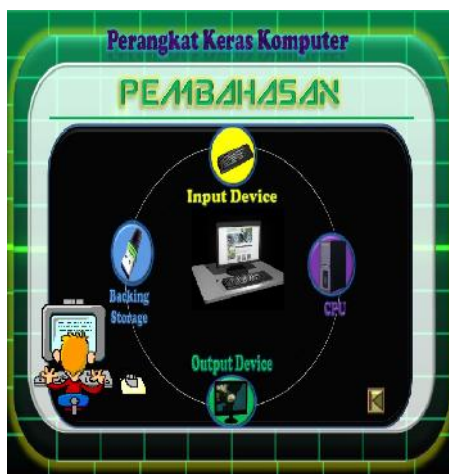 Perangkat Keras Komputer
PEMBAHASAN
Input Device
Backing
Storage
CPU
Output Device